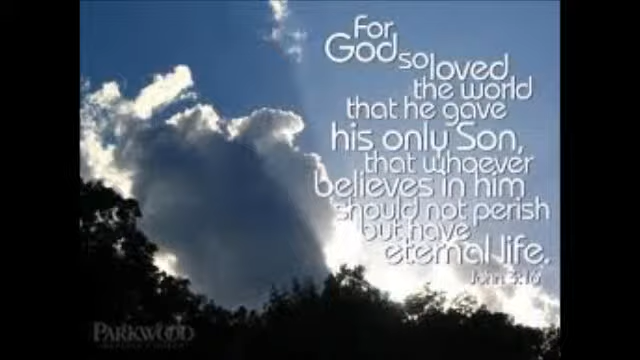 For
God so
loved
the world
that he gave
his only Son,
that whoever
believes in him
should not perish
but have
eternal life.
John 3:16
PARKWOOD